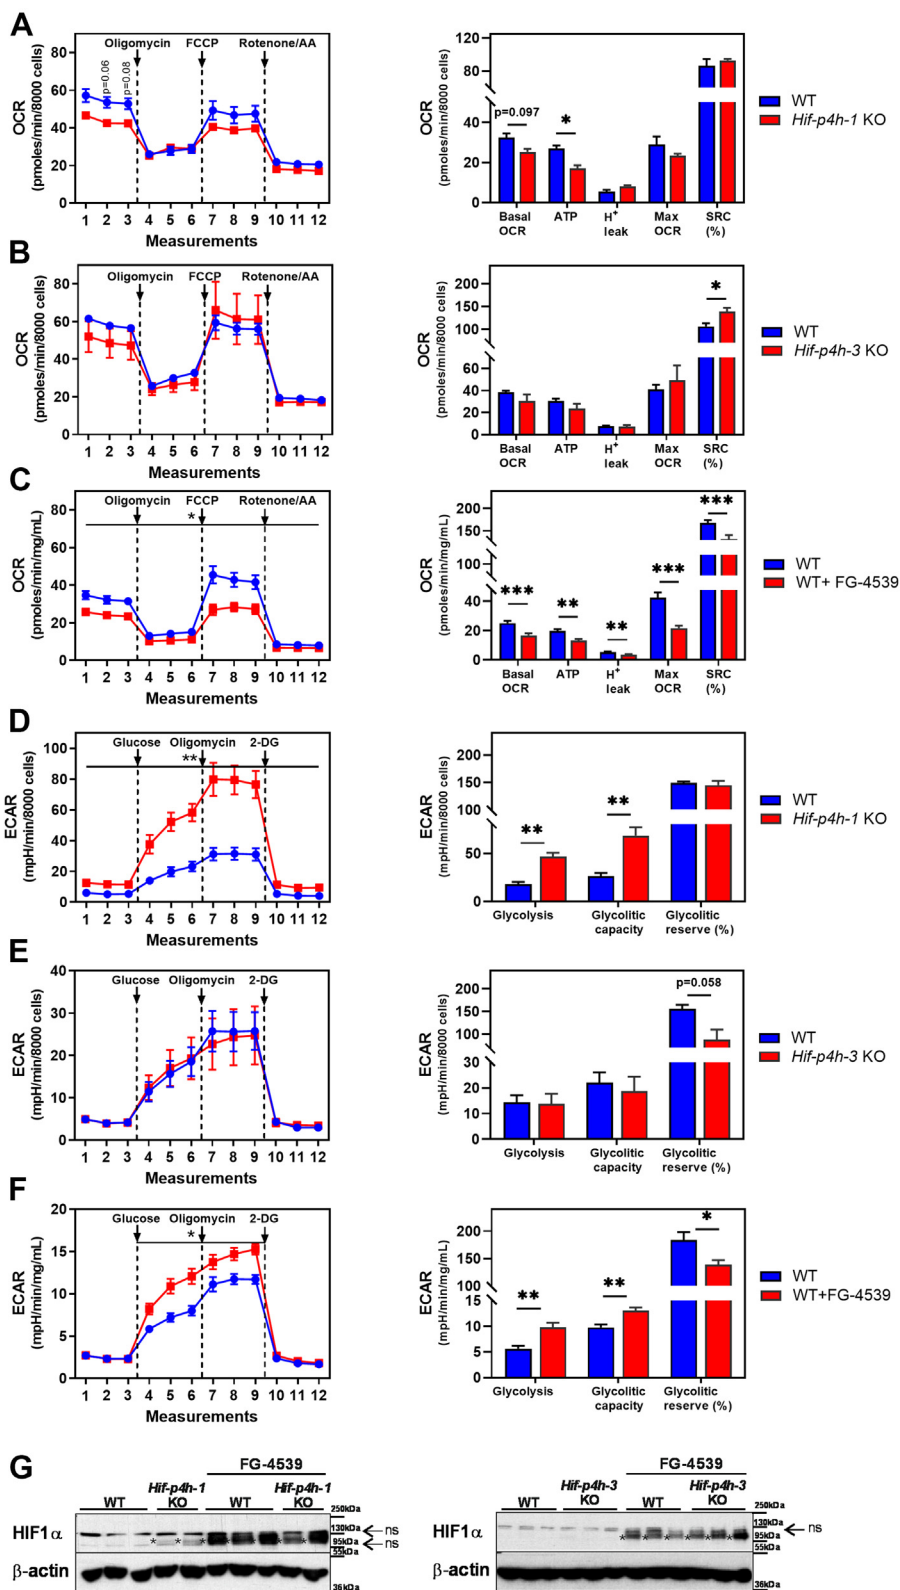 A
Oligomycin FCCP Rotenone/AA
p=0.06 p=0.08
OCR
(pmoles/min/8000 cells)
80
60
40
20
0
1 2 3 4 5 6 7 8 9 10 11 12
Measurements
OCR
(pmoles/min/8000 cells)
120
80
40
20
0
p=0.097 *
Basal OCR ATP H+ leak Max OCR SRC (%)
WT
Hif-p4h-1 KO
B
Oligomycin FCCP Rotenone/AA
OCR
(pmoles/min/8000 cells)
80
60
40
20
0
1 2 3 4 5 6 7 8 9 10 11 12
Measurements
OCR
(pmoles/min/8000 cells)
200
150
100
60
40
20
0
*
Basal OCR ATP H+ leak Max OCR SRC (%)
WT
Hif-p4h-3 KO
C
Oligomycin FCCP Rotenone/AA
*
OCR
(pmoles/min/mg/mL)
80
60
40
20
0
1 2 3 4 5 6 7 8 9 10 11 12
Measurements
OCR
(pmoles/min/mg/mL)
200
150
100
40
20
0
*** ** ** *** ***
Basal OCR ATP H+ leak Max OCR SRC (%)
WT
WT+ FG-4539
D
Glucose Oligomycin 2-DG
**
ECAR
(mpH/min/8000 cells)
100
80
60
40
20
0
1 2 3 4 5 6 7 8 9 10 11 12
Measurements
ECAR
(mpH/min/8000 cells)
200
150
100
50
0
** **
Glycolysis Glycolitic capacity Glycolitic reserve (%)
WT
Hif-p4h-1 KO
E
Glucose Oligomycin 2-DG
ECAR
(mpH/min/8000 cells)
40
30
20
10
0
1 2 3 4 5 6 7 8 9 10 11 12
Measurements
ECAR
(mpH/min/8000 cells)
200
150
100
30
20
10
0
p=0.058
Glycolysis Glycolitic capacity Glycolitic reserve (%)
WT
Hif-p4h-3 KO
F
Glucose Oligomycin 2-DG
*
ECAR
(mpH/min/mg/mL)
20
15
10
5
0
1 2 3 4 5 6 7 8 9 10 11 12
Measurements
ECAR
(mpH/min/mg/mL)
200
150
100
15
10
5
0
** ** *
Glycolysis Glycolitic capacity Glycolitic reserve (%)
WT
WT+FG-4539
G
FG-4539
Hif-p4h-1 Hif-p4h-1
WT KO WT KO
250kDa
130kDa ns
HIF1α
95kDa ns
55kDa
β-actin
36kDa
FG-4539
Hif-p4h-3 Hif-p4h-3
WT KO WT KO
250kDa
130kDa ns
HIF1α
95kDa
55kDa
β-actin
36kDa